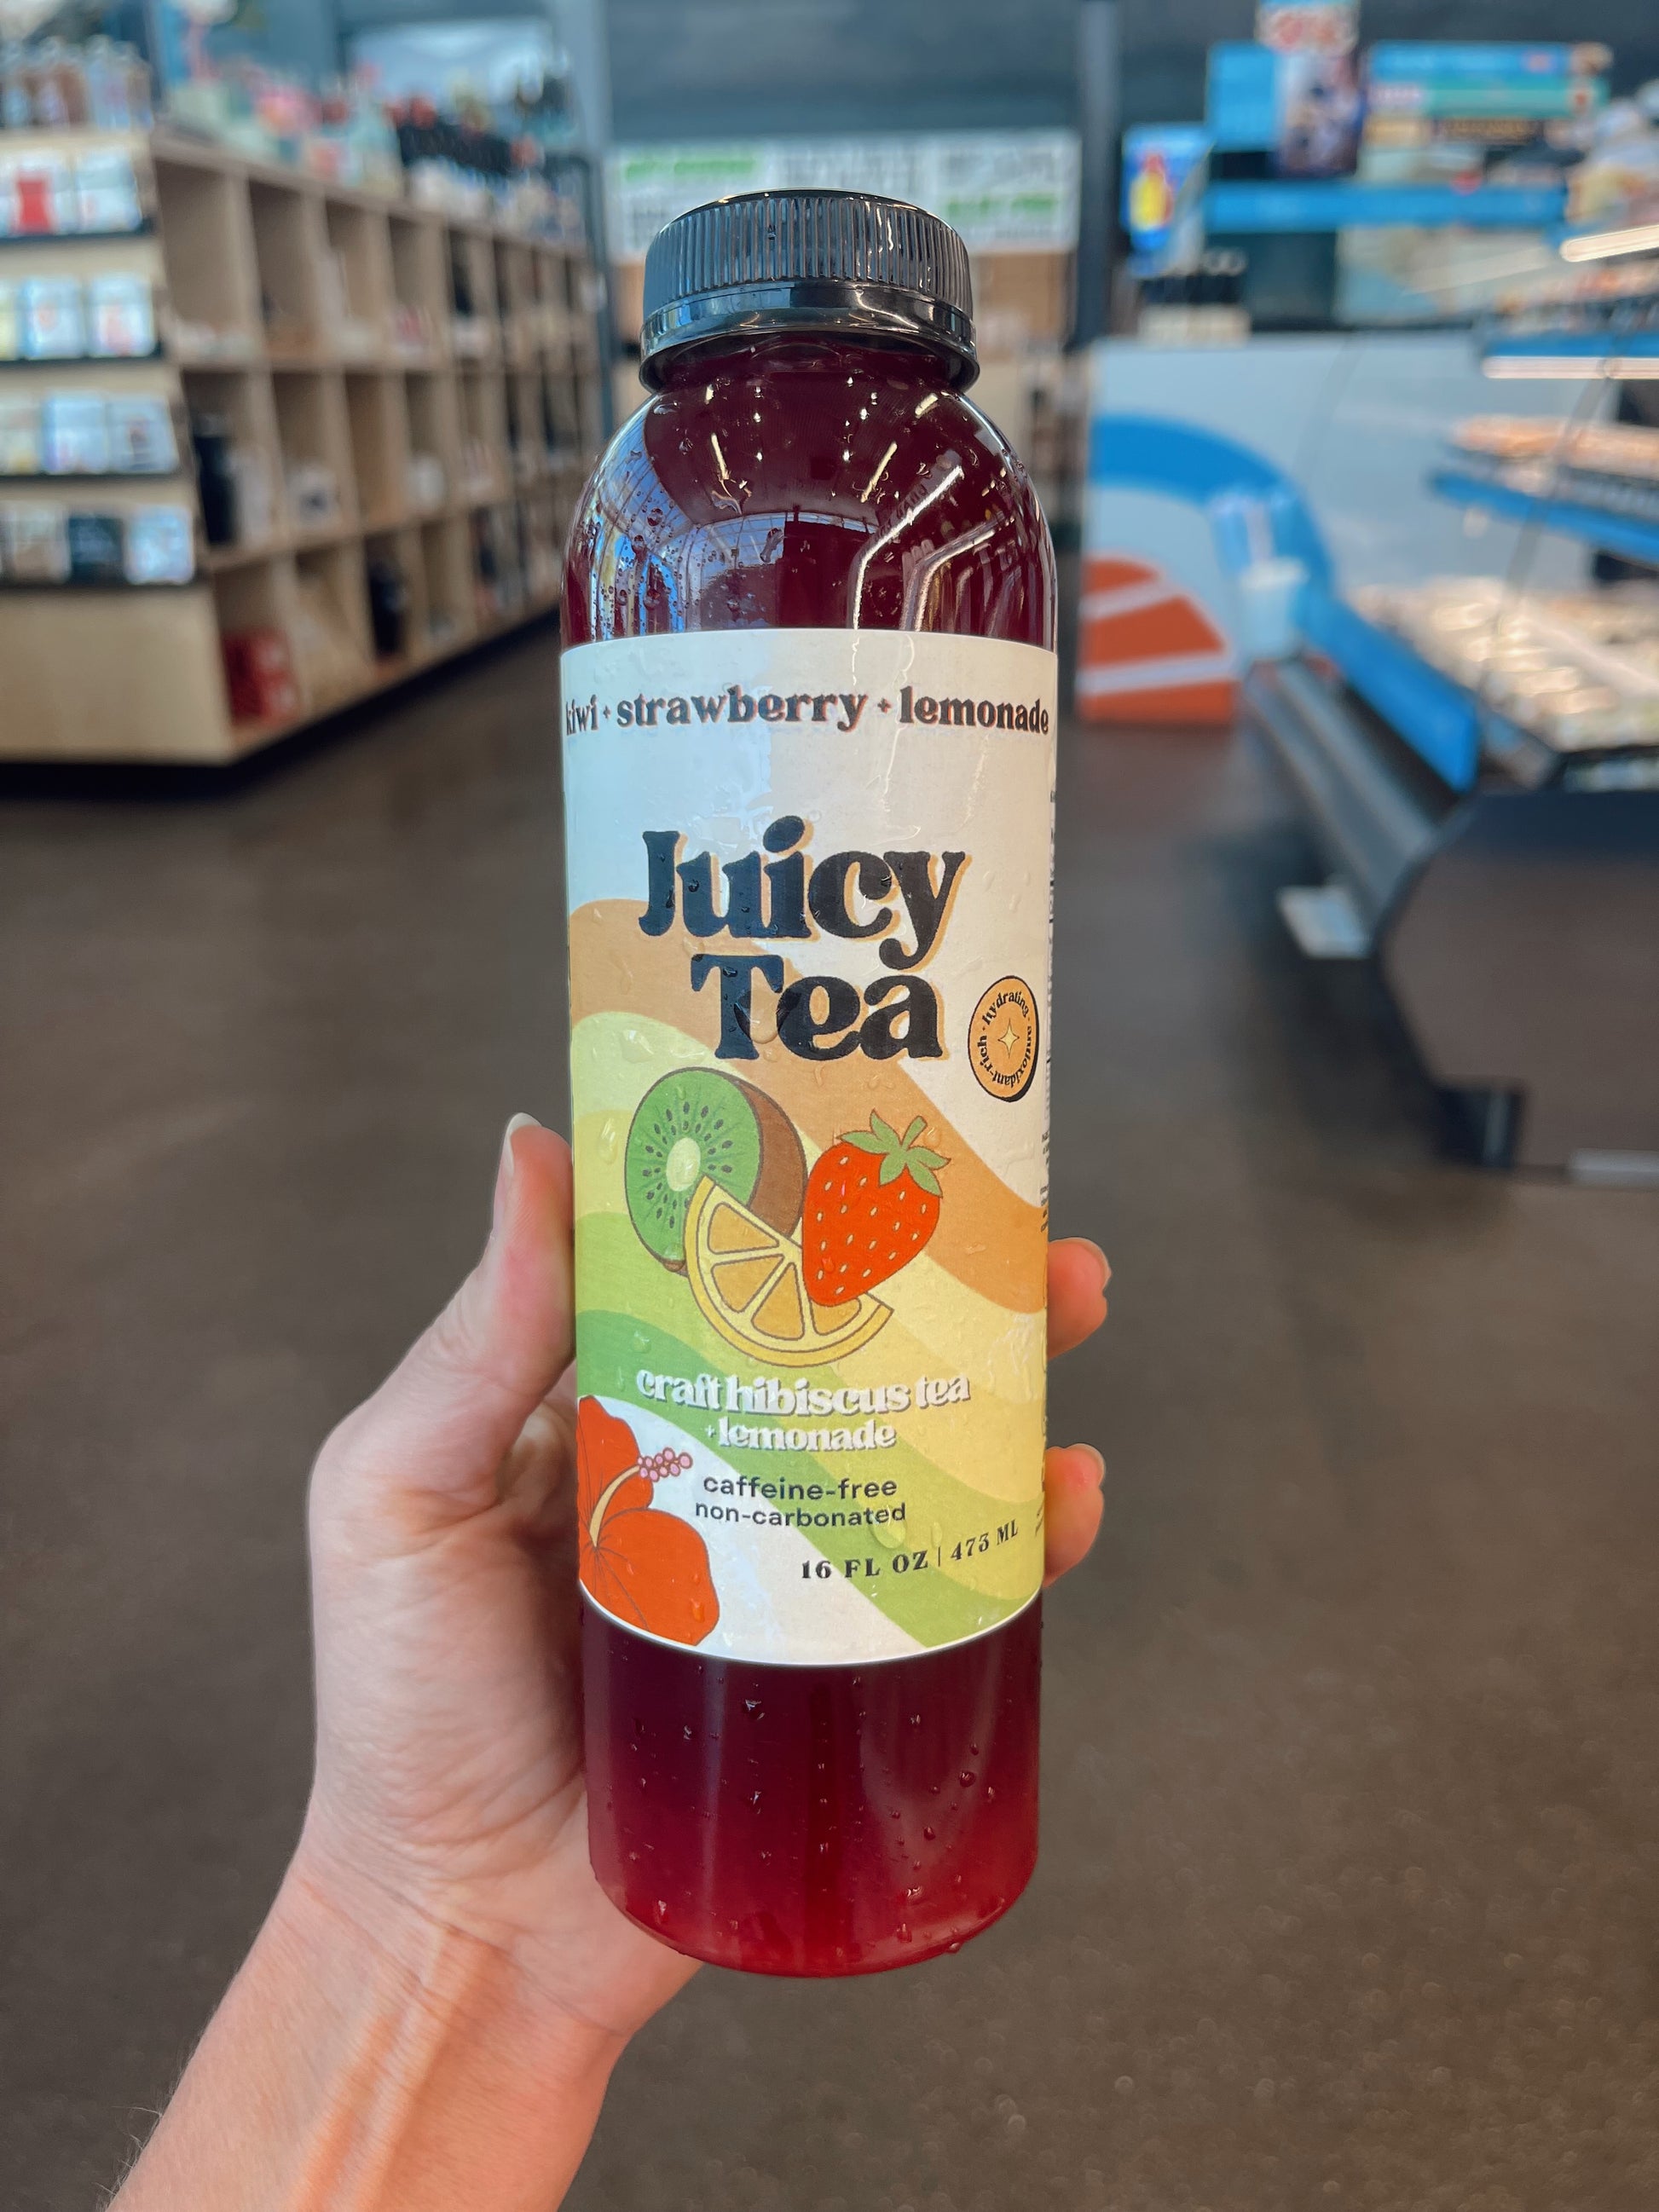 kiwi + strawberry + lemonade
Juicy
Tea
hydrating · antioxidant-rich ·
craft hibiscus tea
+lemonade
caffeine-free
non-carbonated
16 FL OZ | 473 ML